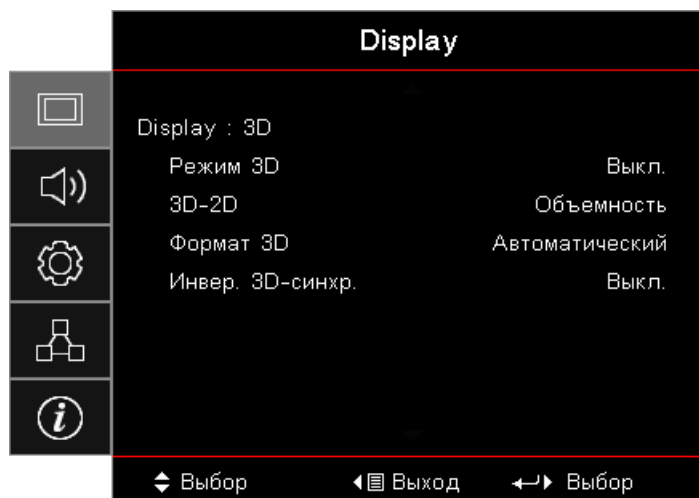 Display
Display : 3D
Режим 3D Выкл.
3D-2D Объемность
Формат 3D Автоматический
Инвер. 3D-синхр. Выкл.
Выбор Выход Выбор